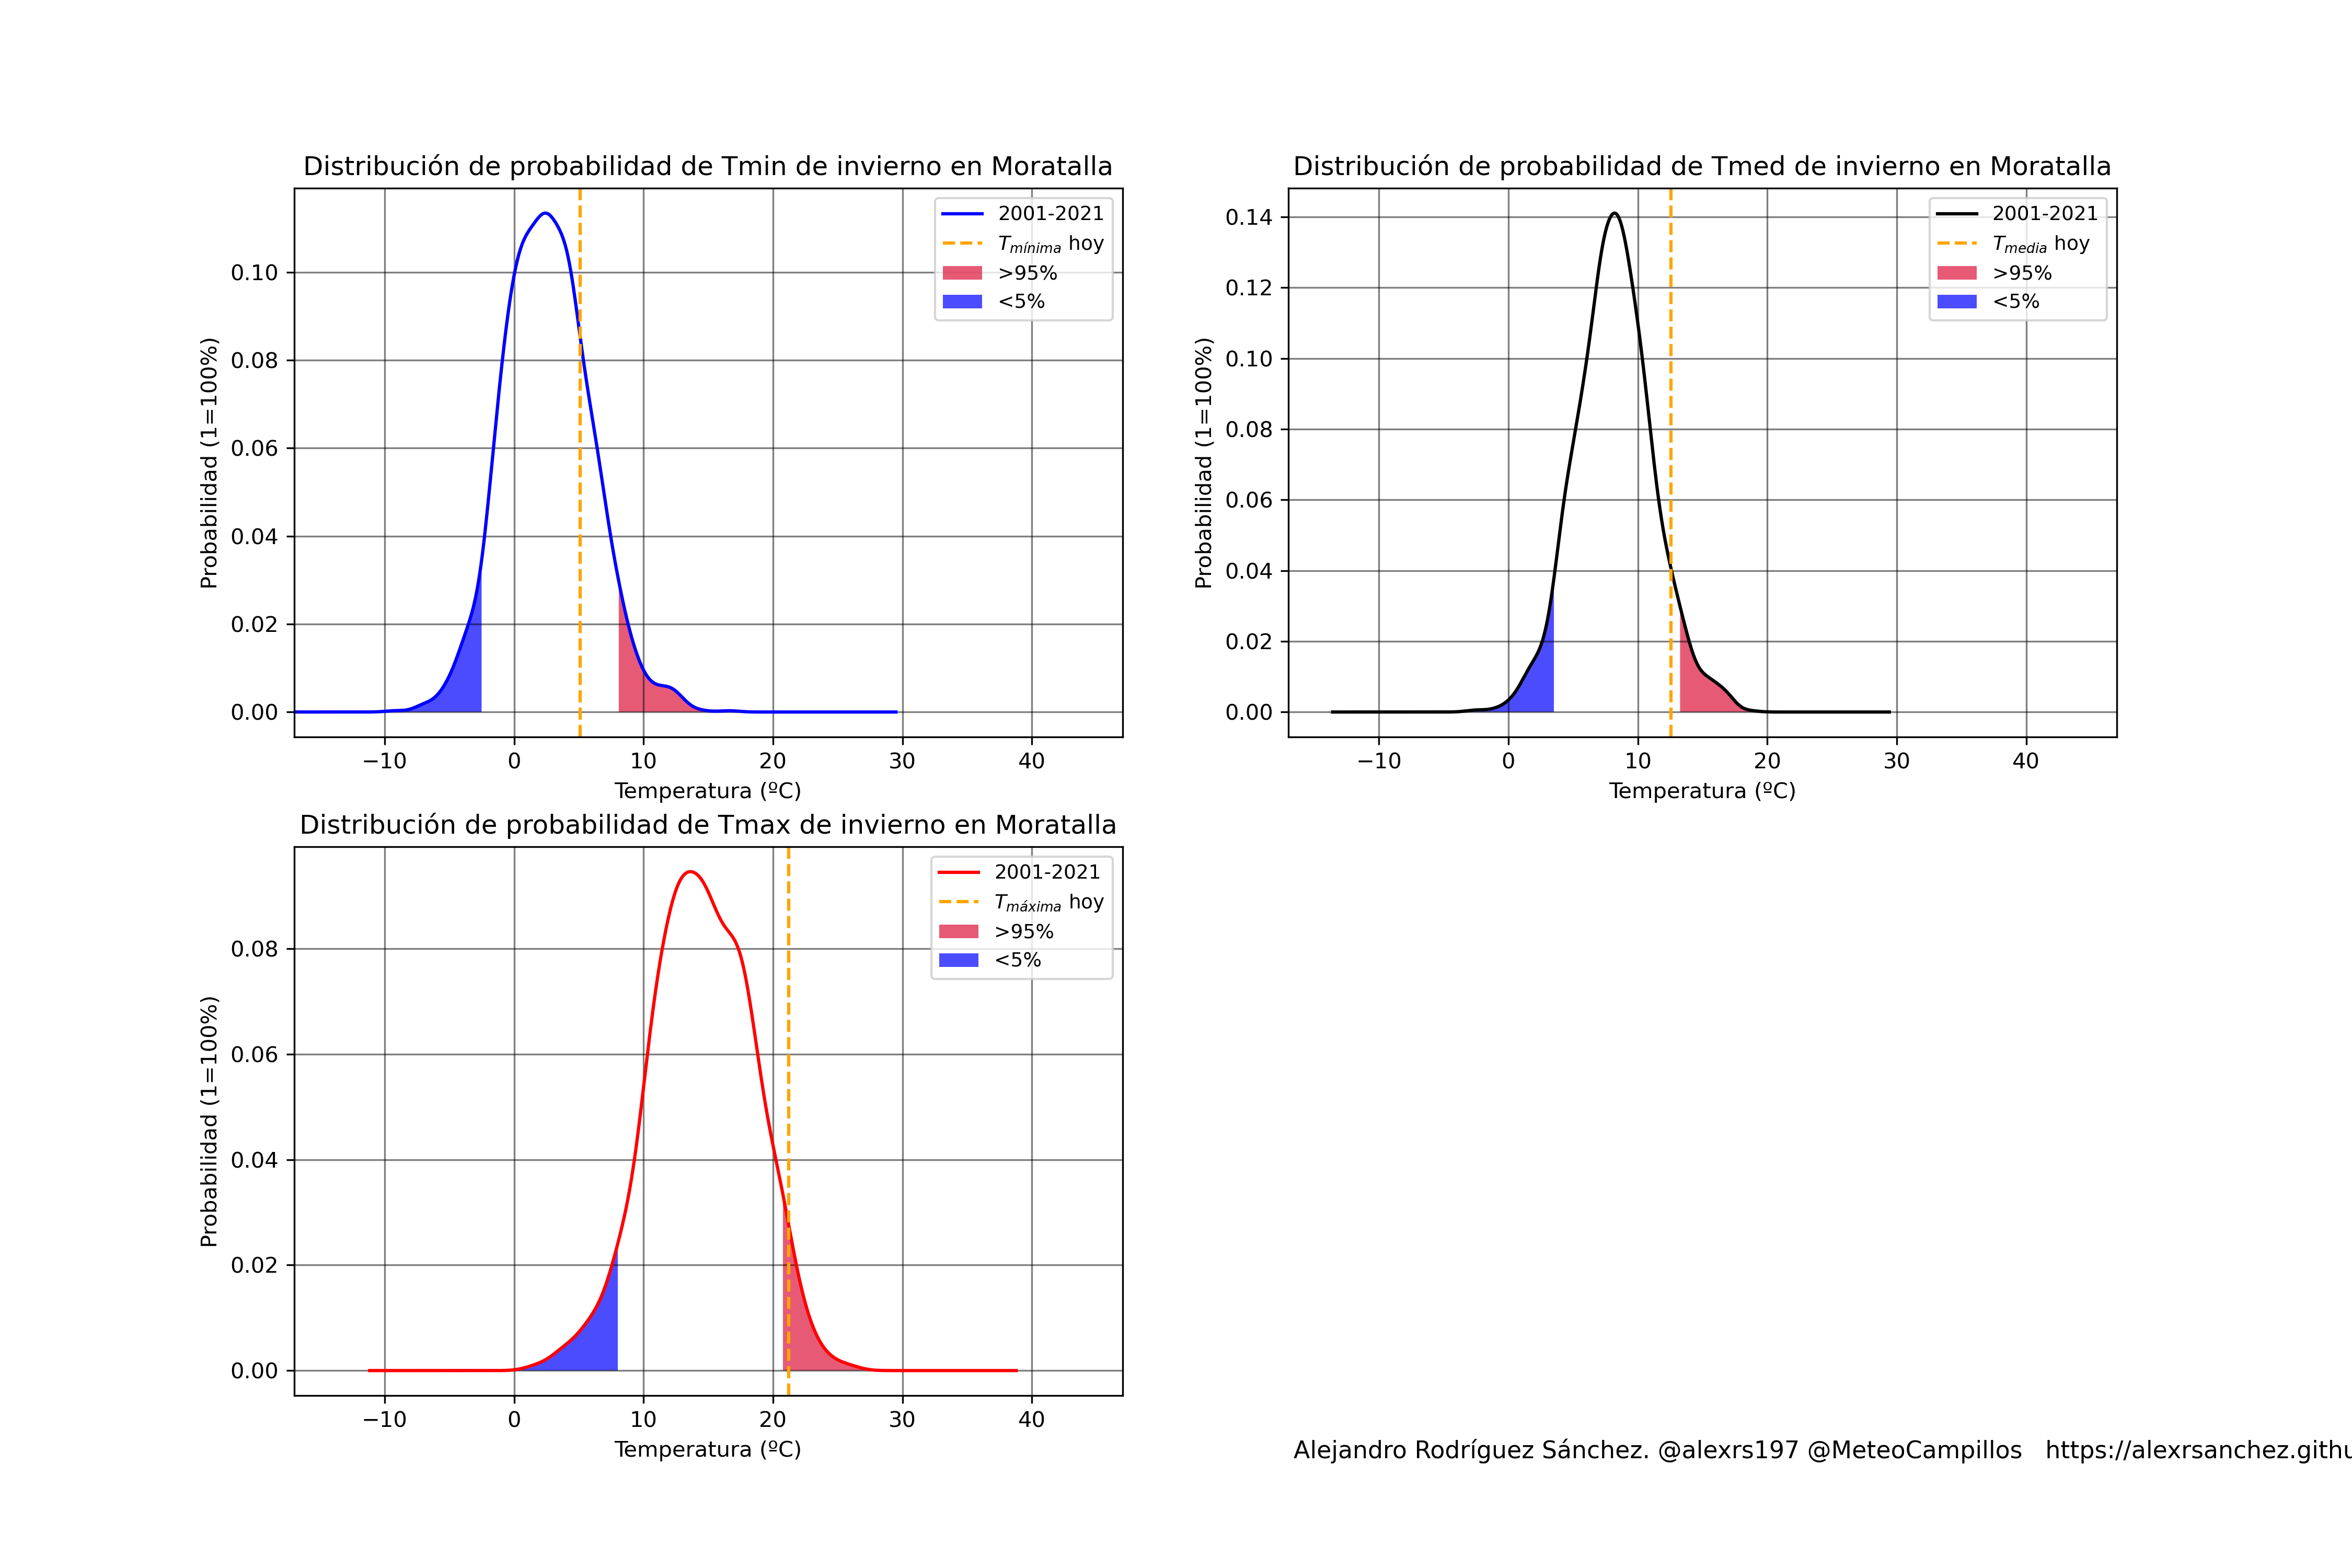 Distribución de probabilidad de Tmin de invierno en Moratalla
Probabilidad (1=100%)
0.10
0.08
0.06
0.04
0.02
0.00
−10 0 10 20 30 40
Temperatura (ºC)
2001-2021
Tmínima hoy
>95%
<5%
Distribución de probabilidad de Tmed de invierno en Moratalla
Probabilidad (1=100%)
0.14
0.12
0.10
0.08
0.06
0.04
0.02
0.00
−10 0 10 20 30 40
Temperatura (ºC)
2001-2021
Tmedia hoy
>95%
<5%
Distribución de probabilidad de Tmax de invierno en Moratalla
Probabilidad (1=100%)
0.08
0.06
0.04
0.02
0.00
−10 0 10 20 30 40
Temperatura (ºC)
2001-2021
Tmáxima hoy
>95%
<5%
Alejandro Rodríguez Sánchez. @alexrs197 @MeteoCampillos https://alexrsanchez.githu